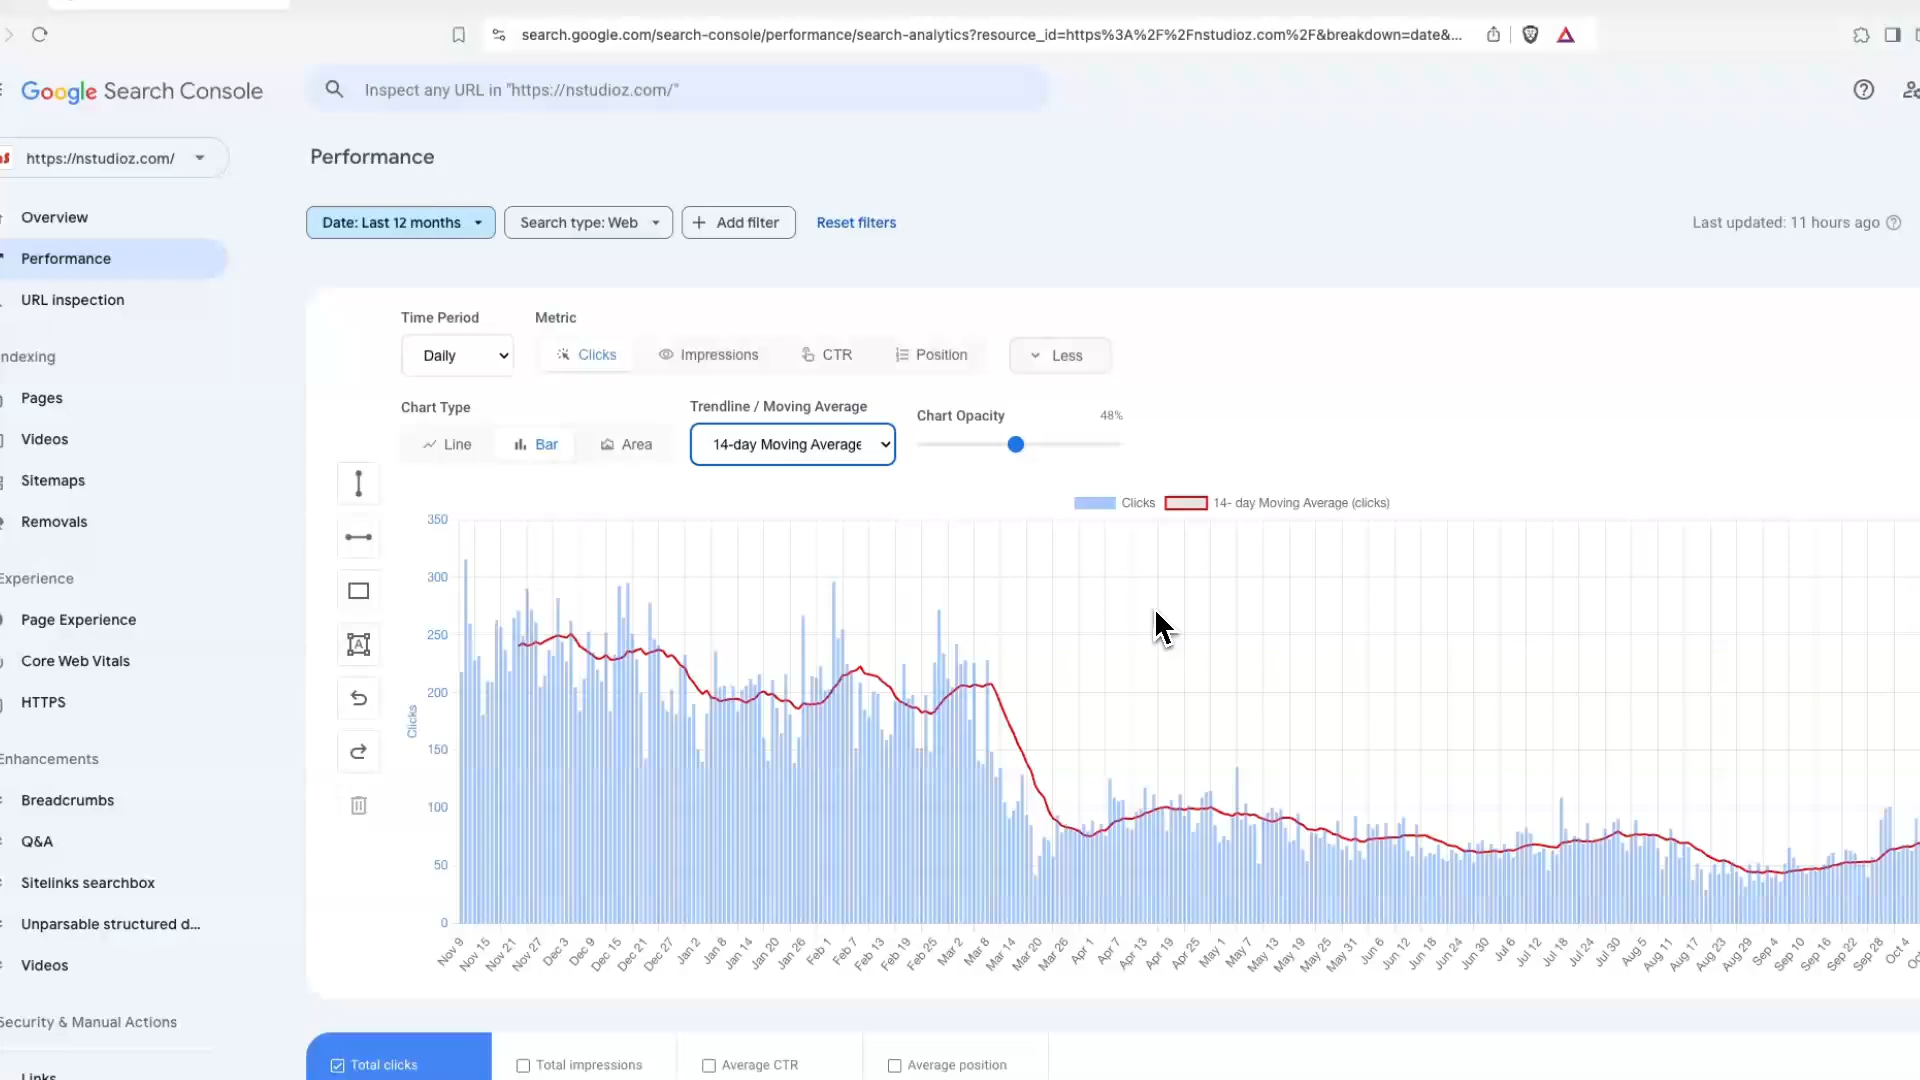 search.google.com/search-console/performance/search-analytics?resource_id=https%3A%2F%2Fnstudioz.com%2F&breakdown=date&...
Google Search Console
Inspect any URL in "https://nstudioz.com/"
https://nstudioz.com/
Performance
Date: Last 12 months
Search type: Web
Add filter
Reset filters
Last updated: 11 hours ago
Overview
Performance
URL inspection
ndexing
Pages
Videos
Sitemaps
Removals
Experience
Page Experience
Core Web Vitals
HTTPS
Enhancements
Breadcrumbs
Q&A
Sitelinks searchbox
Unparsable structured d...
Videos
Security & Manual Actions
Links
Time Period
Metric
Daily
Clicks
Impressions
CTR
Position
Less
Chart Type
Trendline / Moving Average
Chart Opacity
48%
Line
Bar
Area
14-day Moving Average
A
Clicks
14- day Moving Average (clicks)
350
300
250
200
150
100
50
0
Clicks
Nov 9
Nov 15
Nov 21
Nov 27
Dec 3
Dec 9
Dec 15
Dec 21
Dec 27
Jan 2
Jan 8
Jan 14
Jan 20
Jan 26
Feb 1
Feb 7
Feb 13
Feb 19
Feb 25
Mar 2
Mar 8
Mar 14
Mar 20
Mar 26
Apr 1
Apr 7
Apr 13
Apr 19
Apr 25
May 1
May 7
May 13
May 19
May 25
May 31
Jun 6
Jun 12
Jun 18
Jun 24
Jun 30
Jul 6
Jul 12
Jul 18
Jul 24
Jul 30
Aug 5
Aug 11
Aug 17
Aug 23
Aug 29
Sep 4
Sep 10
Sep 16
Sep 22
Sep 28
Oct 4
Total clicks
Total impressions
Average CTR
Average position